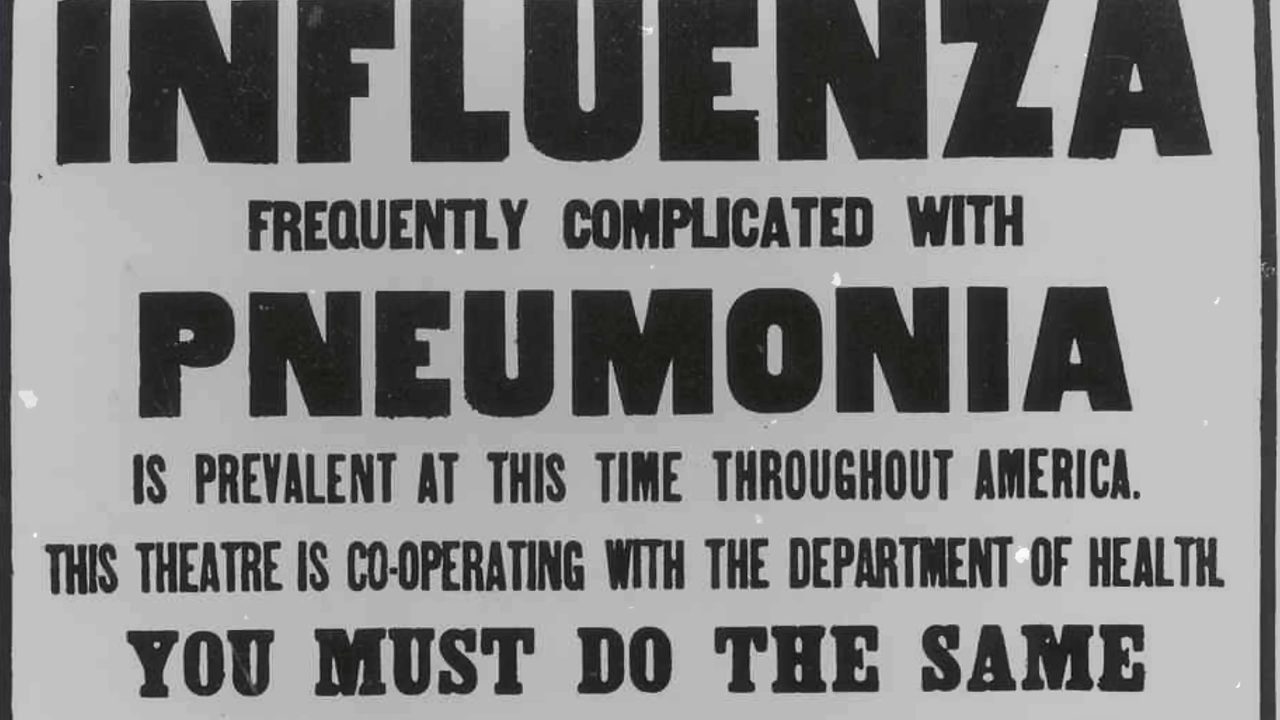 INFLUENZA
FREQUENTLY COMPLICATED WITH
PNEUMONIA
IS PREVALENT AT THIS TIME THROUGHOUT AMERICA.
THIS THEATRE IS CO-OPERATING WITH THE DEPARTMENT OF HEALTH.
YOU MUST DO THE SAME